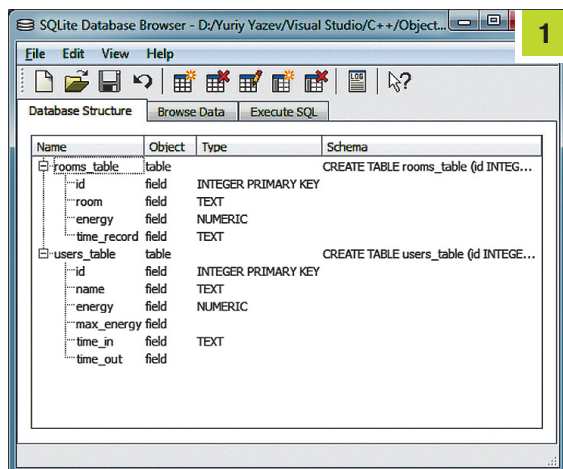 SQLite Database Browser - D:/Yuriy Yazev/Visual Studio/C++/Object...
1
File Edit View Help
LOG
?
Database Structure Browse Data Execute SQL
Name Object Type Schema
rooms_table table CREATE TABLE rooms_table (id INTEG...
id field INTEGER PRIMARY KEY
room field TEXT
energy field NUMERIC
time_record field TEXT
users_table table CREATE TABLE users_table (id INTEGE...
id field INTEGER PRIMARY KEY
name field TEXT
energy field NUMERIC
max_energy field
time_in field TEXT
time_out field